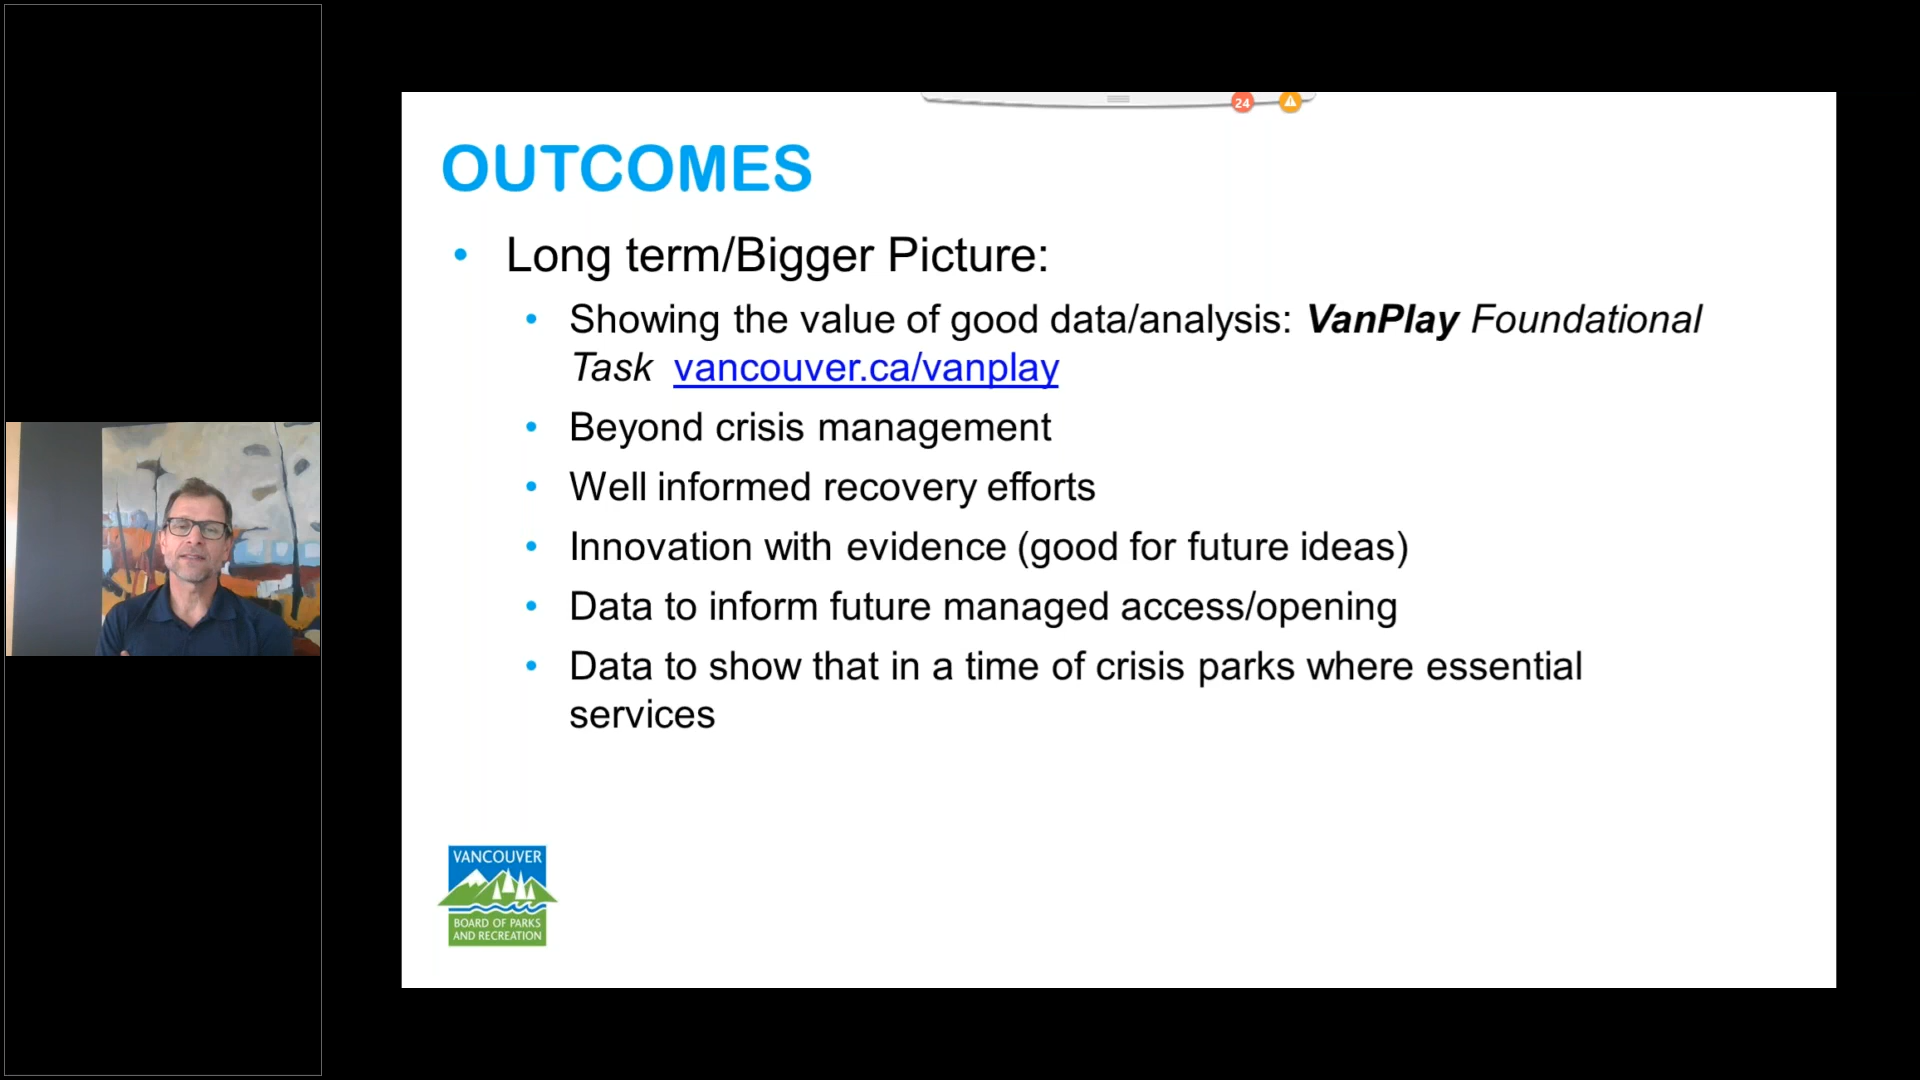 24
OUTCOMES
• Long term/Bigger Picture:
• Showing the value of good data/analysis: VanPlay Foundational
Task vancouver.ca/vanplay
• Beyond crisis management
• Well informed recovery efforts
• Innovation with evidence (good for future ideas)
• Data to inform future managed access/opening
• Data to show that in a time of crisis parks where essential
services
VANCOUVER
BOARD OF PARKS
AND RECREATION